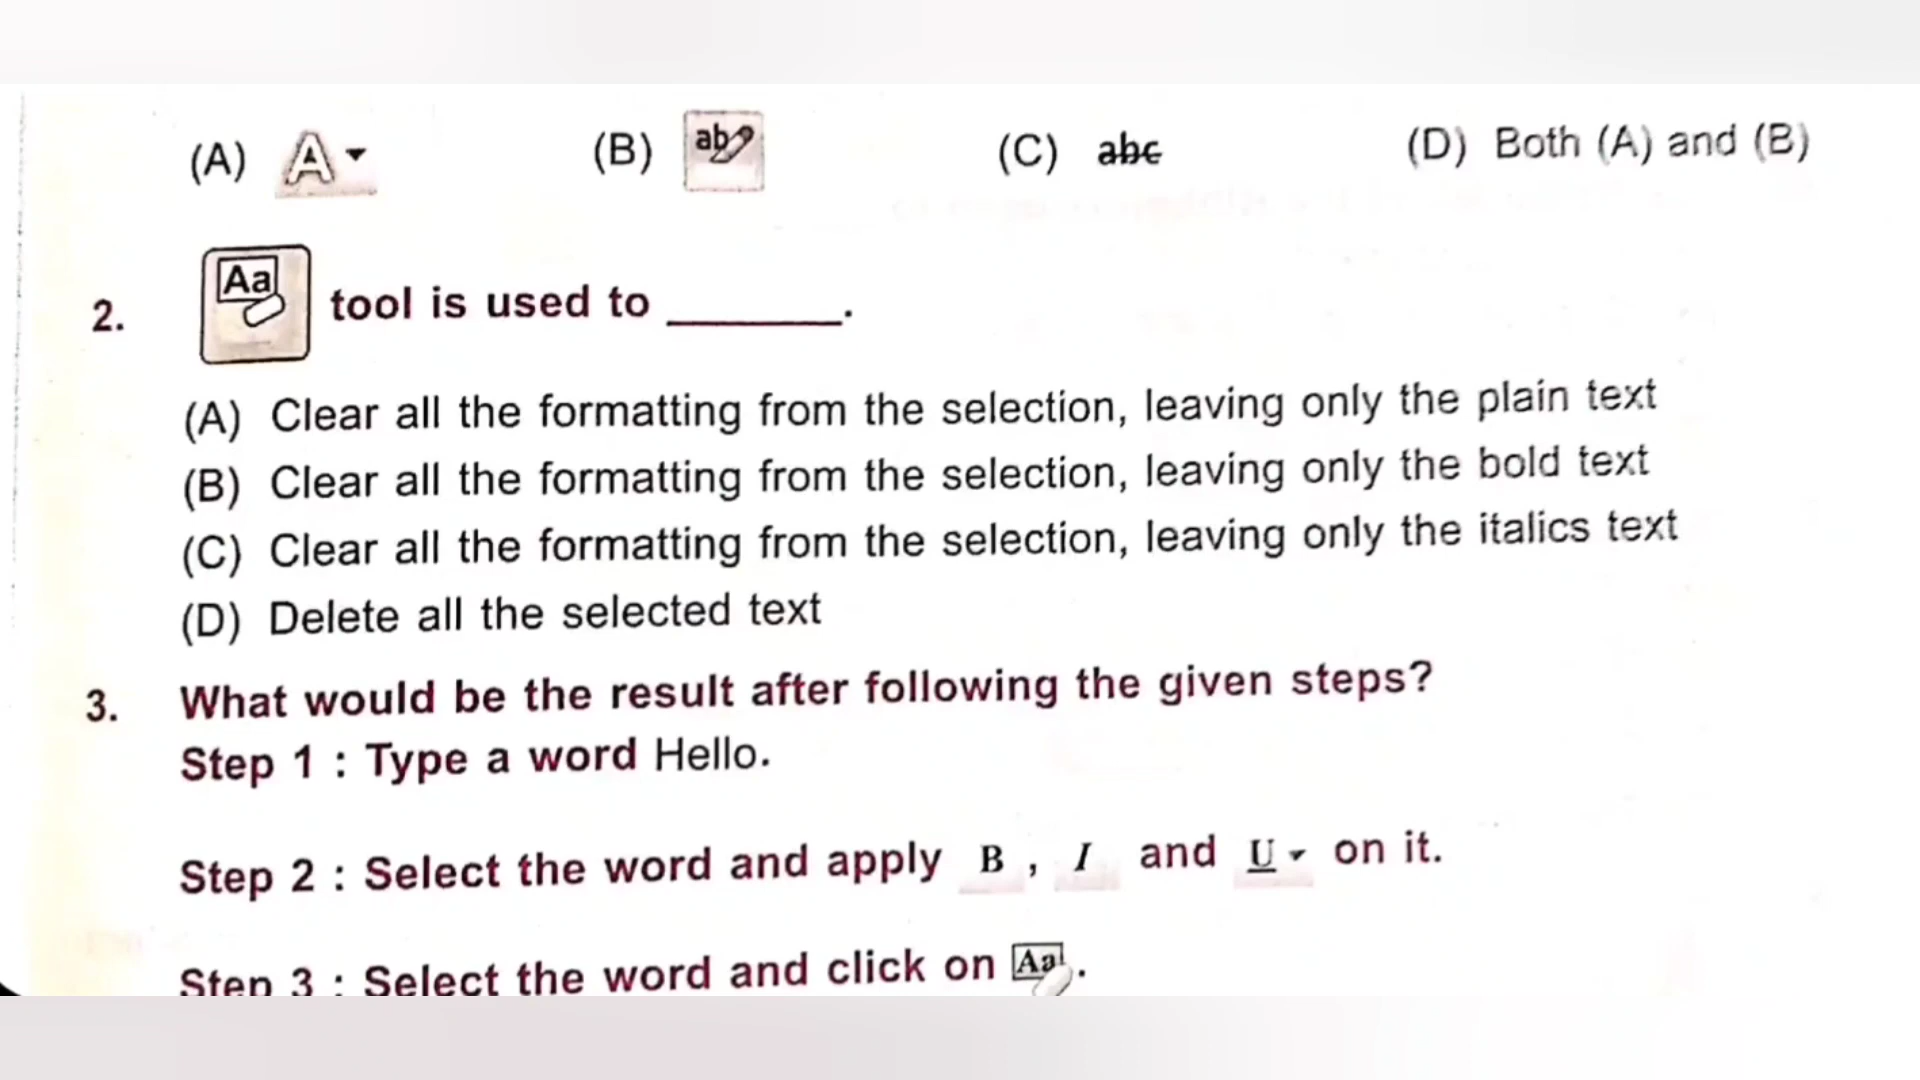 (A) A (B) ab (C) abc (D) Both (A) and (B)
2. Aa tool is used to ________.
(A) Clear all the formatting from the selection, leaving only the plain text
(B) Clear all the formatting from the selection, leaving only the bold text
(C) Clear all the formatting from the selection, leaving only the italics text
(D) Delete all the selected text
3. What would be the result after following the given steps?
Step 1 : Type a word Hello.
Step 2 : Select the word and apply B , I and U on it.
Step 3 : Select the word and click on Aa .